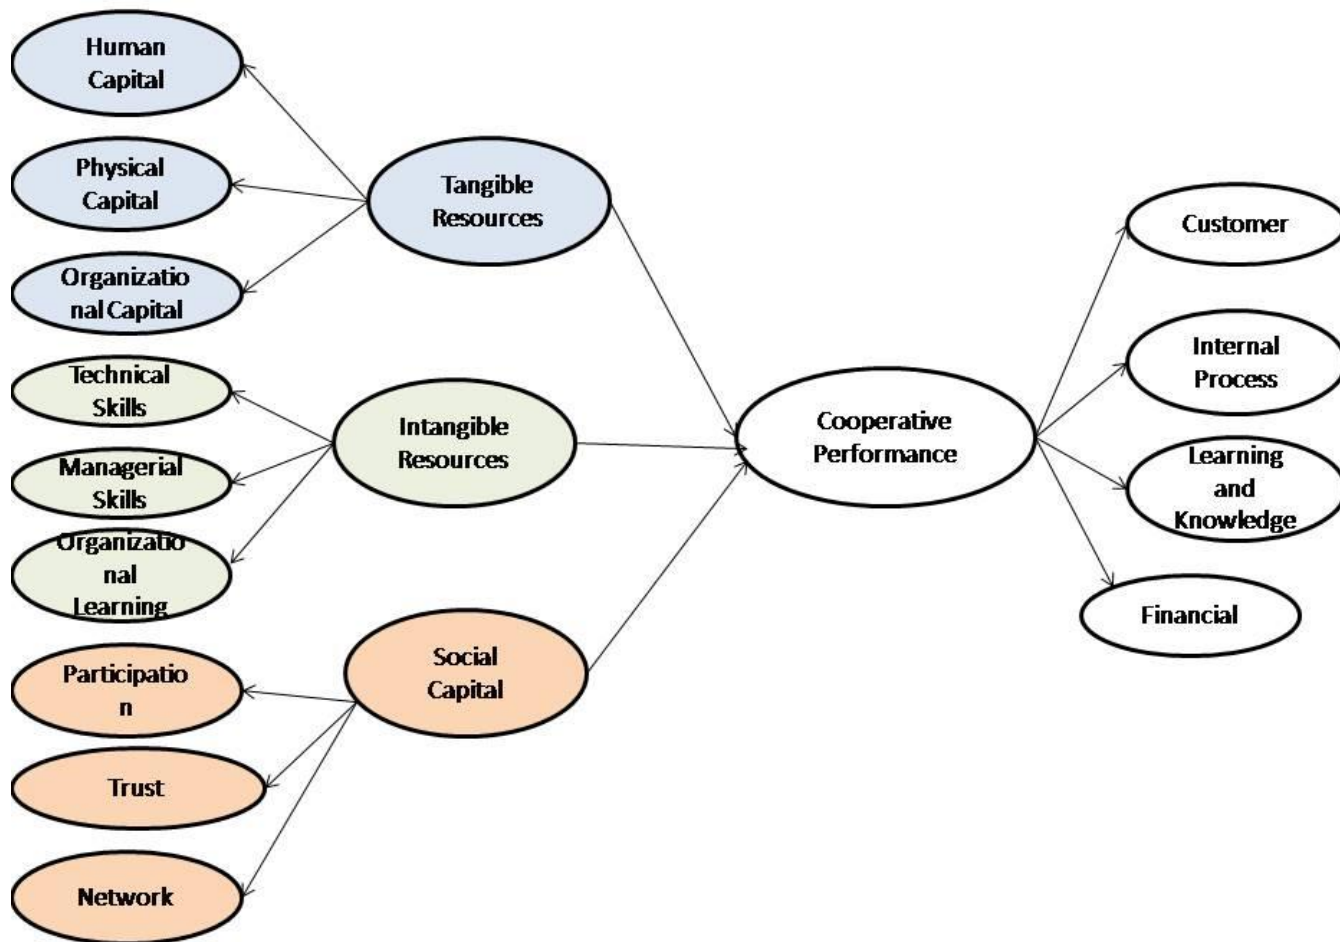 Human
Capital
Physical
Capital
Organizatio
nal Capital
Technical
Skills
Managerial
Skills
Organizatio
nal
Learning
Participatio
n
Trust
Network
Tangible
Resources
Intangible
Resources
Social
Capital
Cooperative
Performance
Customer
Internal
Process
Learning
and
Knowledge
Financial